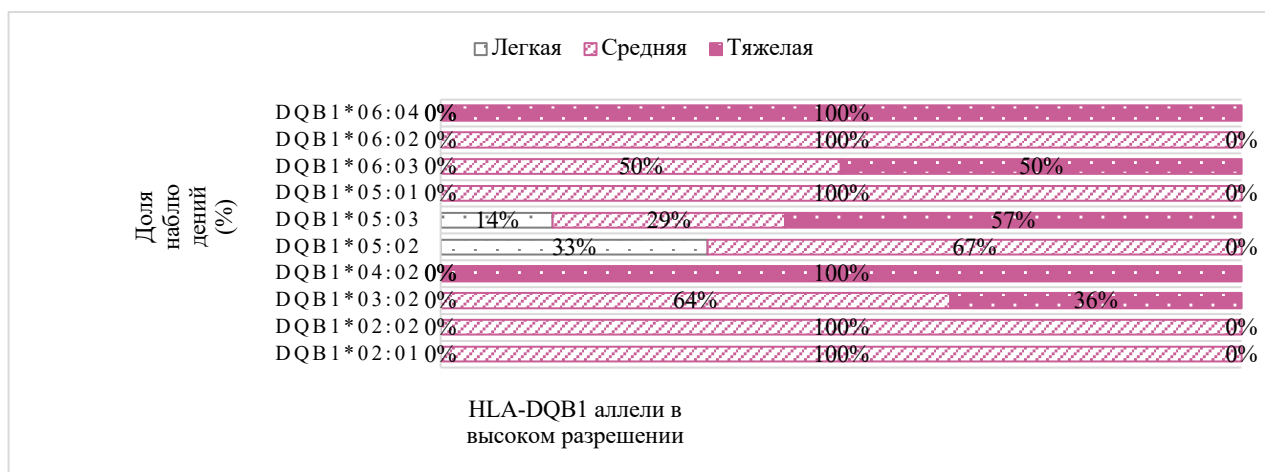 Легкая Средняя Тяжелая
DQB1*06:04 0% 100%
DQB1*06:02 0% 100% 0%
DQB1*06:03 0% 50% 50%
DQB1*05:01 0% 100% 0%
DQB1*05:03 14% 29% 57%
DQB1*05:02 33% 67% 0%
DQB1*04:02 0% 100%
DQB1*03:02 0% 64% 36%
DQB1*02:02 0% 100% 0%
DQB1*02:01 0% 100% 0%
Доля
наблю
дений
(%)
HLA-DQB1 аллели в
высоком разрешении